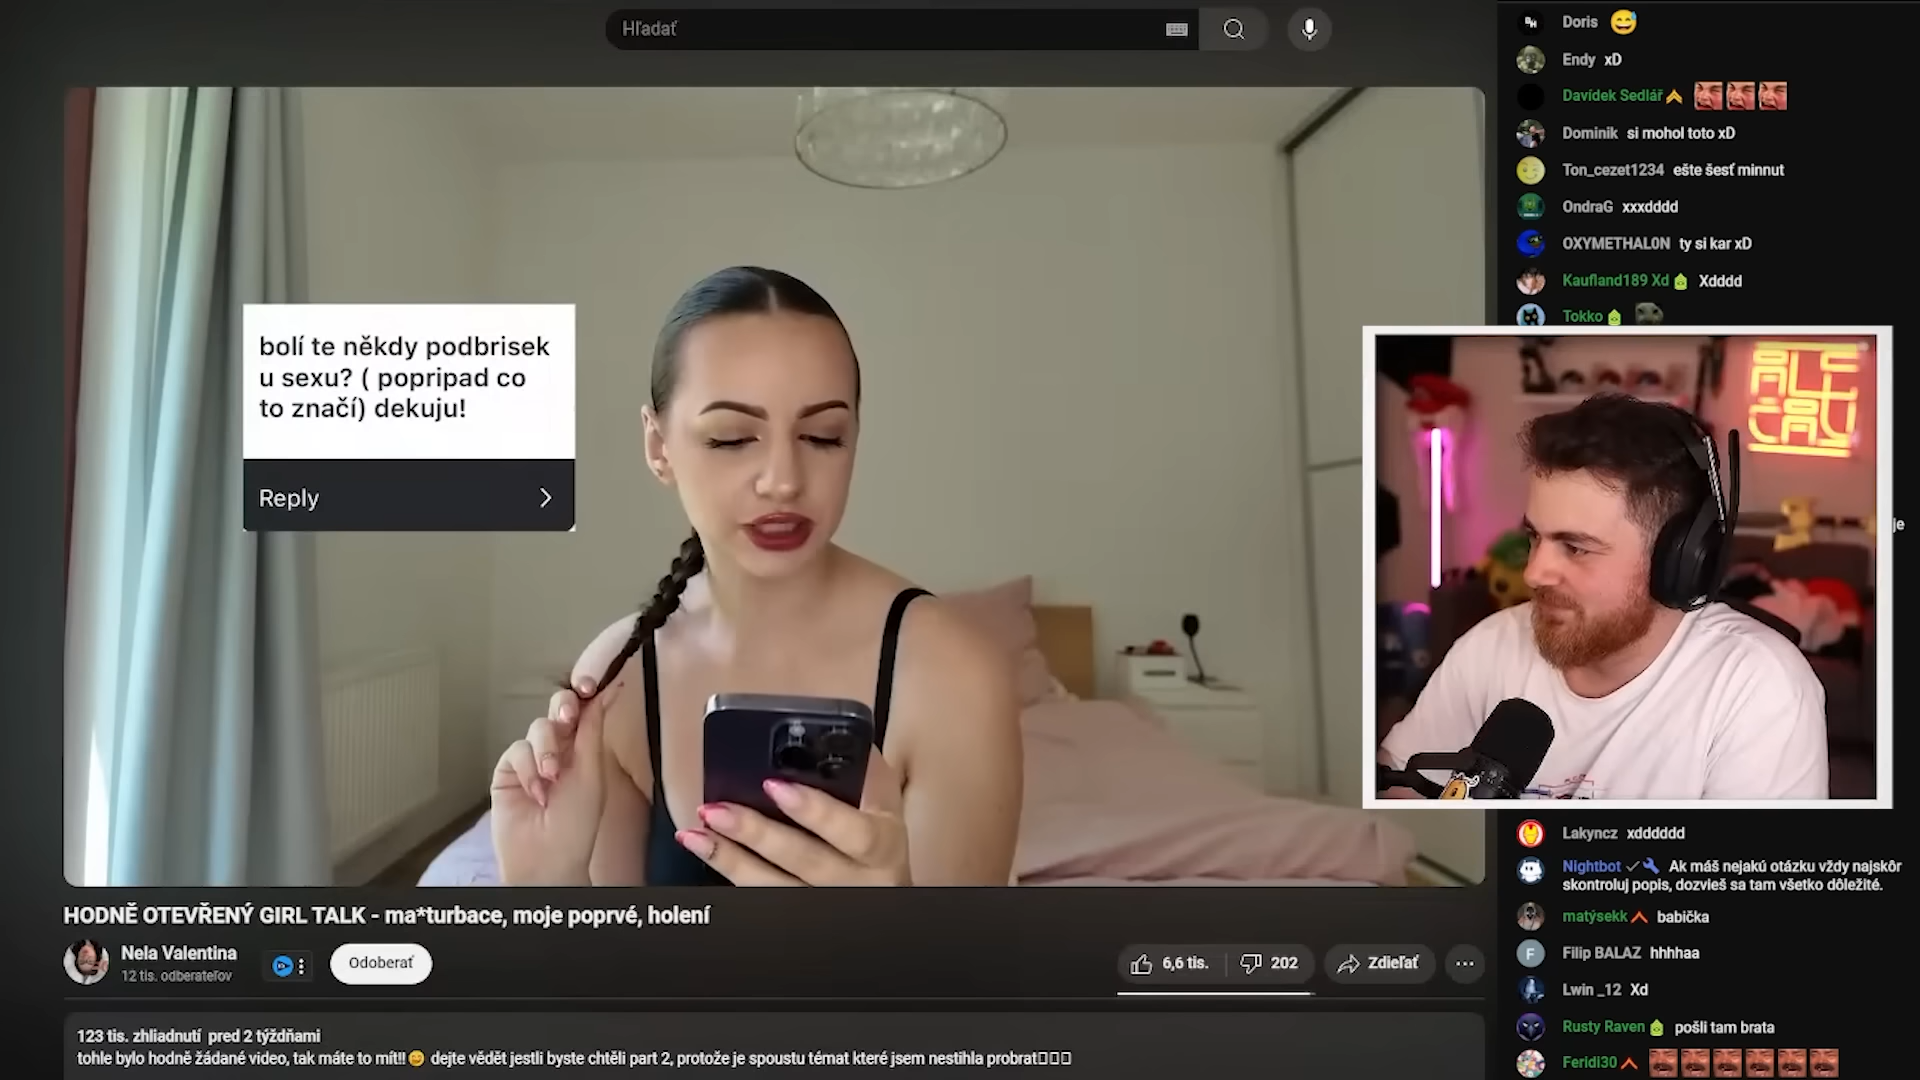 Hľadať
bolí te někdy podbrisek
u sexu? ( popripad co
to značí) dekuju!
Reply
HODNĚ OTEVŘENÝ GIRL TALK - ma*turbace, moje poprvé, holení
Nela Valentina
12 tis. odberateľov
Odoberať
6,6 tis.
202
Zdieľať
123 tis. zhliadnutí pred 2 týždňami
tohle bylo hodně žádané video, tak máte to mít!!😄 dejte vědět jestli byste chtěli part 2, protože je spoustu témat které jsem nestihla probrat
Doris 😅
Endy xD
Davídek Sedlář
Dominik si mohol toto xD
Ton_cezet1234 ešte šesť minnut
OndraG xxxdddd
OXYMETHAL0N ty si kar xD
Kaufland189 Xd Xdddd
Tokko
je
Lakyncz xdddddd
Nightbot Ak máš nejakú otázku vždy najskôr
skontroluj popis, dozvieš sa tam všetko dôležité.
matýsekk babička
F Filip BALAZ hhhhaa
Lwin _12 Xd
Rusty Raven pošli tam brata
Feridi30